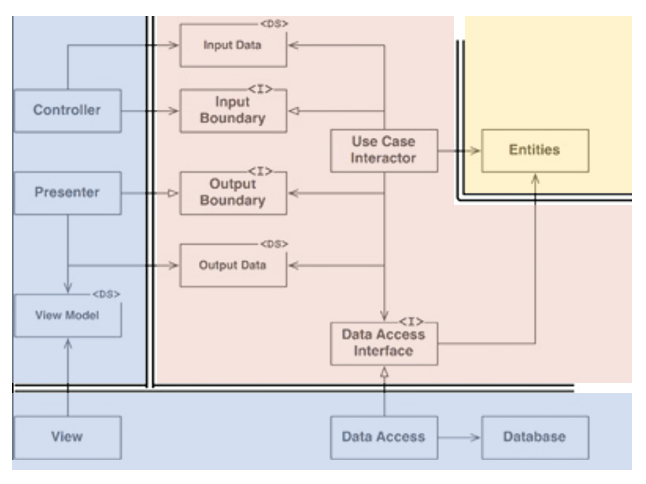 <DS>
Input Data
<I>
Controller
Input
Boundary
Use Case
Interactor
Entities
<I>
Presenter
Output
Boundary
<DS>
Output Data
<DS>
View Model
<I>
Data Access
Interface
View
Data Access
Database